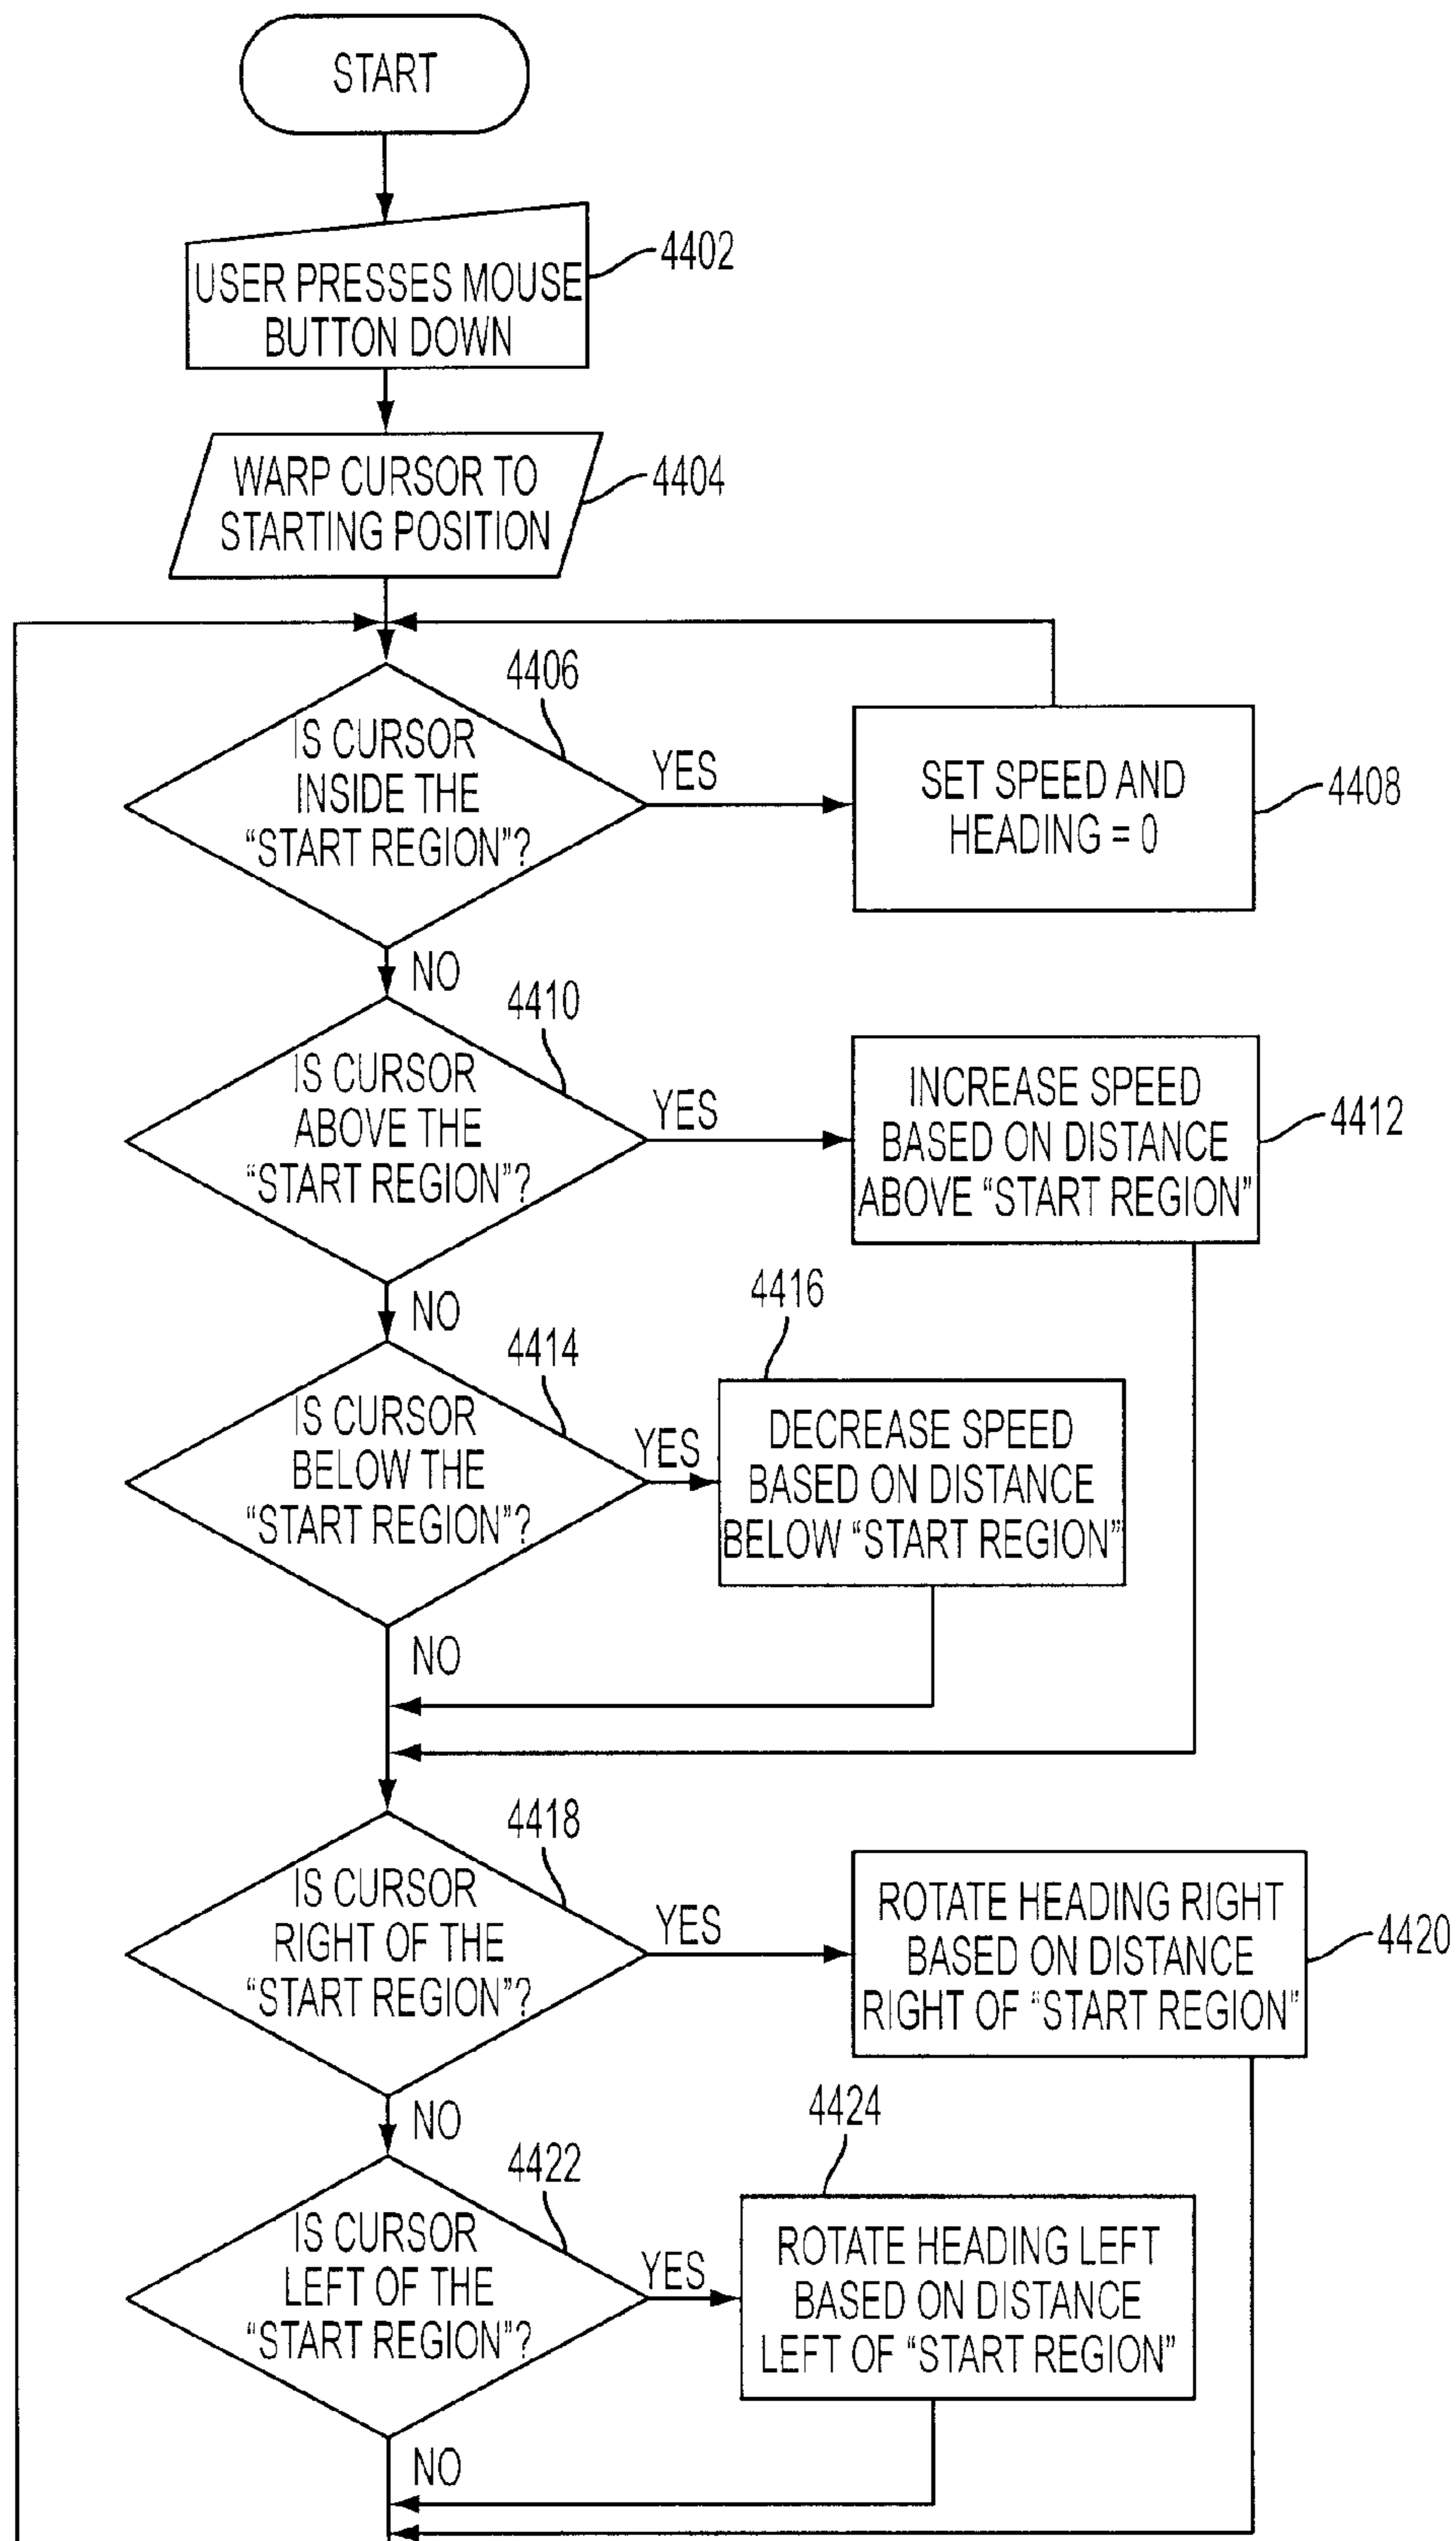 START
USER PRESSES MOUSE
BUTTON DOWN
4402
WARP CURSOR TO
STARTING POSITION
4404
IS CURSOR
INSIDE THE
“START REGION”?
4406
YES
SET SPEED AND
HEADING = 0
4408
NO
IS CURSOR
ABOVE THE
“START REGION”?
4410
YES
INCREASE SPEED
BASED ON DISTANCE
ABOVE “START REGION”
4412
NO
IS CURSOR
BELOW THE
“START REGION”?
4414
YES
4416
DECREASE SPEED
BASED ON DISTANCE
BELOW “START REGION”
NO
IS CURSOR
RIGHT OF THE
“START REGION”?
4418
YES
ROTATE HEADING RIGHT
BASED ON DISTANCE
RIGHT OF “START REGION”
4420
NO
IS CURSOR
LEFT OF THE
“START REGION”?
4422
YES
4424
ROTATE HEADING LEFT
BASED ON DISTANCE
LEFT OF “START REGION”
NO